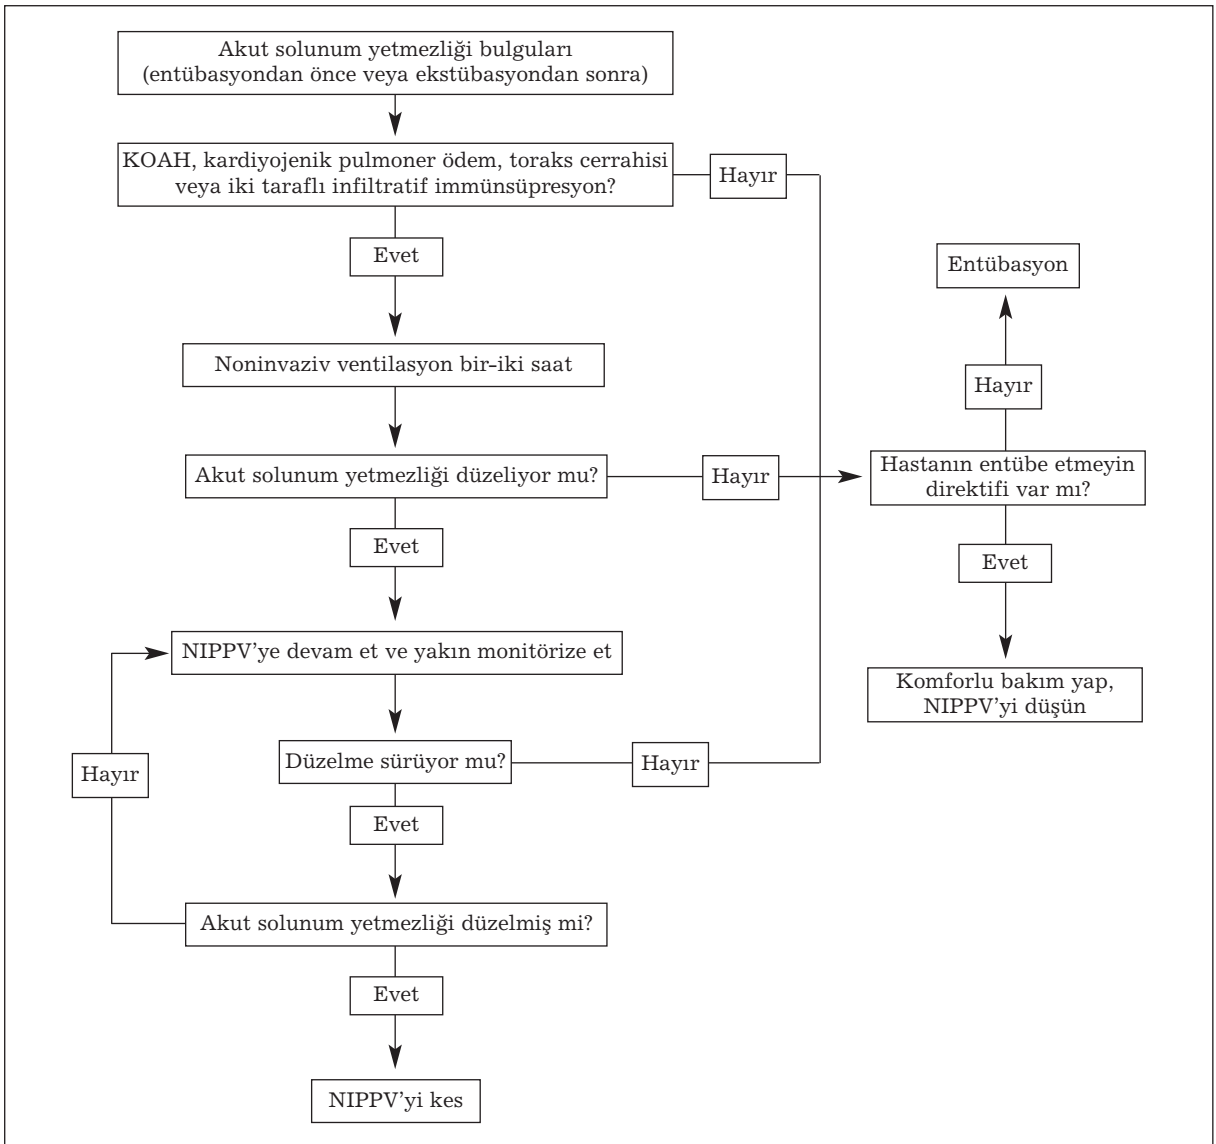 Akut solunum yetmezliği bulguları
(entübasyondan önce veya ekstübasyondan sonra)
KOAH, kardiyojenik pulmoner ödem, toraks cerrahisi
veya iki taraflı infiltratif immünsüpresyon?
Hayır
Evet
Entübasyon
Noninvaziv ventilasyon bir-iki saat
Hayır
Akut solunum yetmezliği düzeliyor mu?
Hayır
Hastanın entübe etmeyin
direktifi var mı?
Evet
Evet
NIPPV’ye devam et ve yakın monitörize et
Komforlu bakım yap,
NIPPV’yi düşün
Düzelme sürüyor mu?
Hayır
Hayır
Evet
Akut solunum yetmezliği düzelmiş mi?
Evet
NIPPV’yi kes